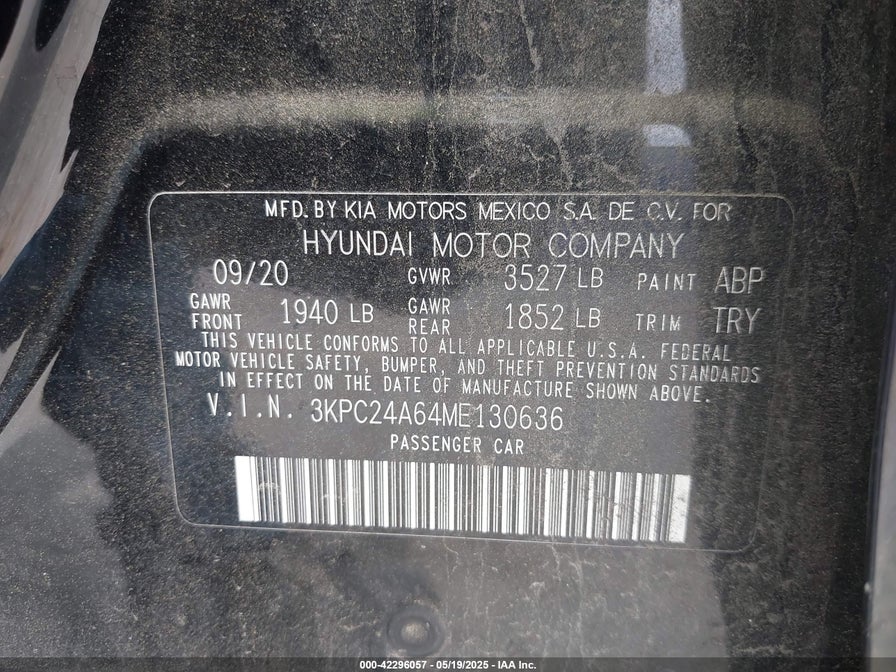 MFD. BY KIA MOTORS MEXICO S.A. DE C.V. FOR
HYUNDAI MOTOR COMPANY
09/20 GVWR 3527 LB PAINT ABP
GAWR FRONT 1940 LB GAWR REAR 1852 LB TRIM TRY
THIS VEHICLE CONFORMS TO ALL APPLICABLE U.S.A. FEDERAL
MOTOR VEHICLE SAFETY, BUMPER, AND THEFT PREVENTION STANDARDS
IN EFFECT ON THE DATE OF MANUFACTURE SHOWN ABOVE.
V.I.N. 3KPC24A64ME130636
PASSENGER CAR
000-42296057 - 05/19/2025 - IAA Inc.